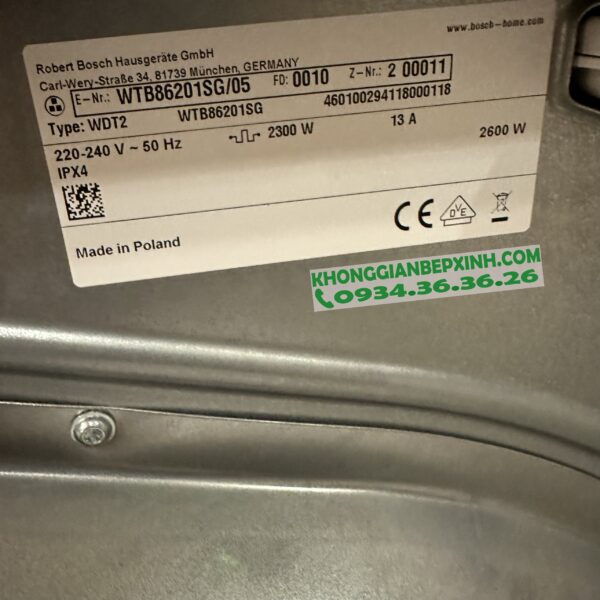 www.bosch-home.com
Robert Bosch Hausgeräte GmbH
Carl-Wery-Straße 34, 81739 München, GERMANY
E-Nr.: WTB86201SG/05 FD: 0010 Z-Nr.: 2 00011
Type: WDT2 WTB86201SG 460100294118000118
220-240 V ~ 50 Hz 2300 W 13 A 2600 W
IPX4
CE DVE
Made in Poland
KHONGGIANBEPXINH.COM
0934.36.36.26